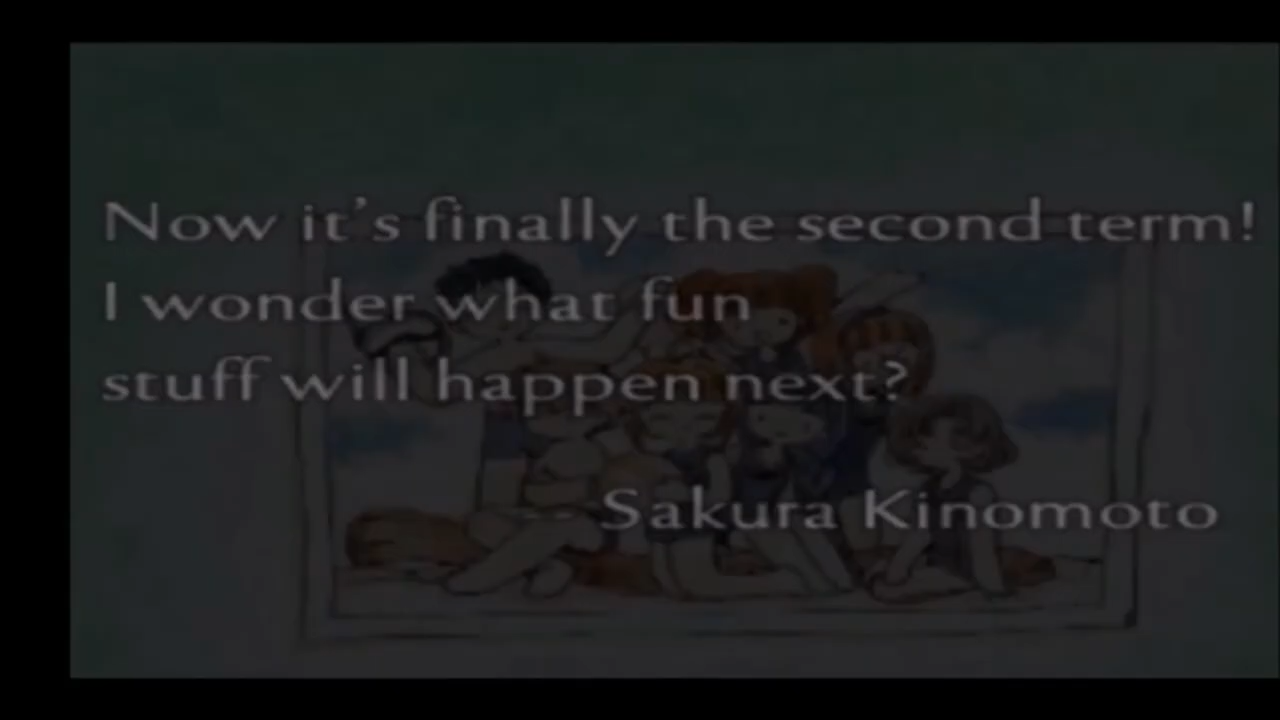 Now it's finally the second term!
I wonder what fun
stuff will happen next?
Sakura Kinomoto